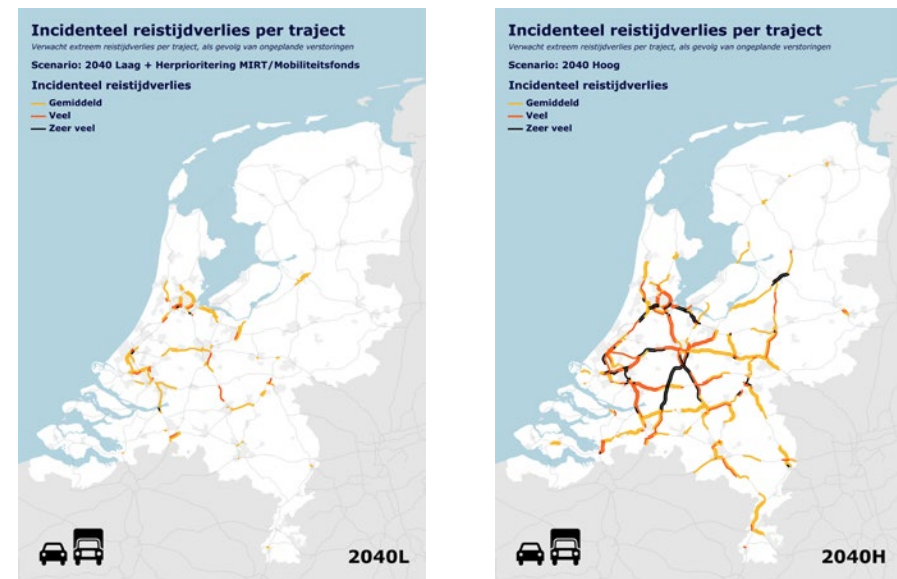 Incidenteel reistijdverlies per traject
Verwacht extreem reistijdverlies per traject, als gevolg van ongeplande verstoringen
Scenario: 2040 Laag + Herprioritering MIRT/Mobiliteitsfonds
Incidenteel reistijdverlies
Gemiddeld
Veel
Zeer veel
2040L
Incidenteel reistijdverlies per traject
Verwacht extreem reistijdverlies per traject, als gevolg van ongeplande verstoringen
Scenario: 2040 Hoog
Incidenteel reistijdverlies
Gemiddeld
Veel
Zeer veel
2040H